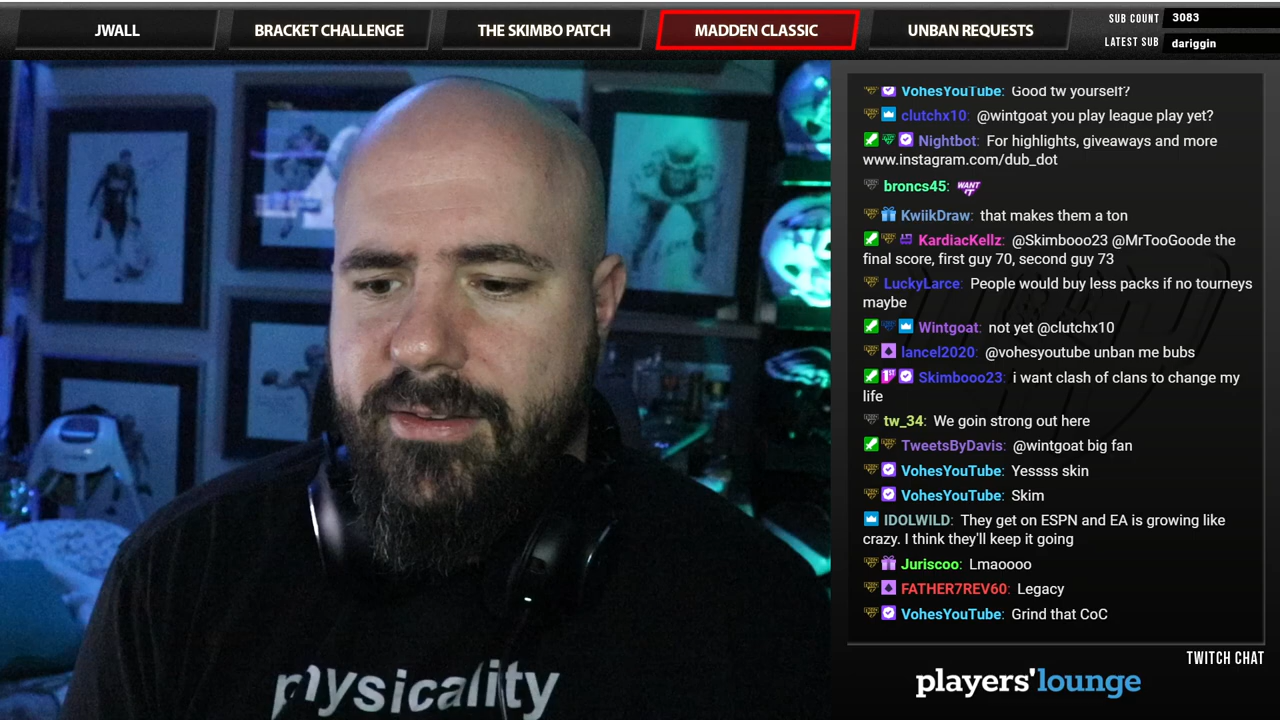 JWALL
BRACKET CHALLENGE
THE SKIMBO PATCH
MADDEN CLASSIC
UNBAN REQUESTS
SUB COUNT 3083
LATEST SUB dariggin
VohesYouTube: Good tw yourself?
clutchx10: @wintgoat you play league play yet?
Nightbot: For highlights, giveaways and more
www.instagram.com/dub_dot
broncs45: WANT IT
KwiikDraw: that makes them a ton
KardiacKellz: @Skimbooo23 @MrTooGoode the
final score, first guy 70, second guy 73
LuckyLarce: People would buy less packs if no tourneys
maybe
Wintgoat: not yet @clutchx10
lancel2020: @vohesyoutube unban me bubs
Skimbooo23: i want clash of clans to change my
life
tw_34: We goin strong out here
TweetsByDavis: @wintgoat big fan
VohesYouTube: Yessss skin
VohesYouTube: Skim
IDOLWILD: They get on ESPN and EA is growing like
crazy. I think they'll keep it going
Juriscoo: Lmaoooo
FATHER7REV60: Legacy
VohesYouTube: Grind that CoC
TWITCH CHAT
players'lounge
physicality